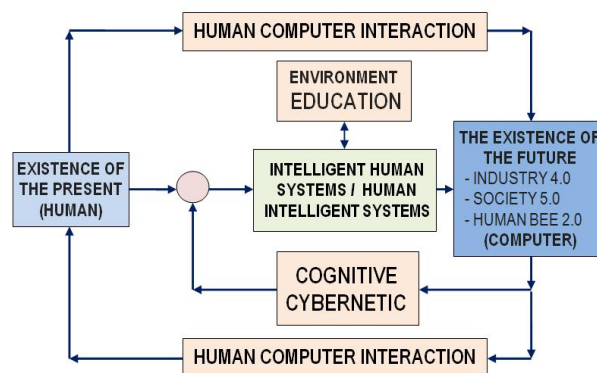 HUMAN COMPUTER INTERACTION
ENVIRONMENT
EDUCATION
EXISTENCE OF
THE PRESENT
(HUMAN)
INTELLIGENT HUMAN
SYSTEMS / HUMAN
INTELLIGENT SYSTEMS
THE EXISTENCE OF
THE FUTURE
- INDUSTRY 4.0
- SOCIETY 5.0
- HUMAN BEE 2.0
(COMPUTER)
COGNITIVE
CYBERNETIC
HUMAN COMPUTER INTERACTION